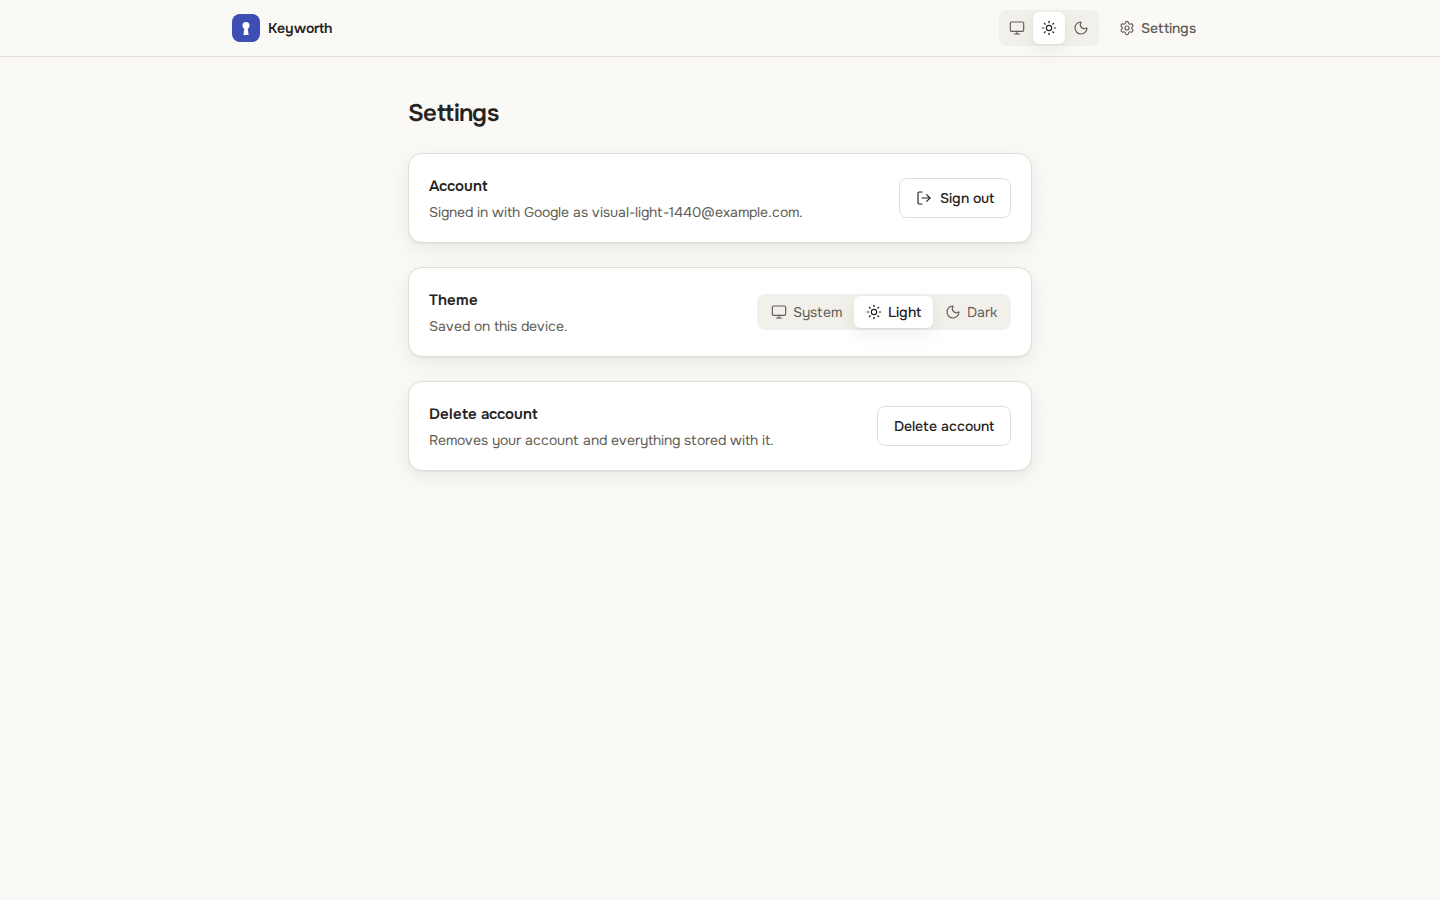 Keyworth
Settings
Settings
Account
Signed in with Google as visual-light-1440@example.com.
Sign out
Theme
Saved on this device.
System
Light
Dark
Delete account
Removes your account and everything stored with it.
Delete account